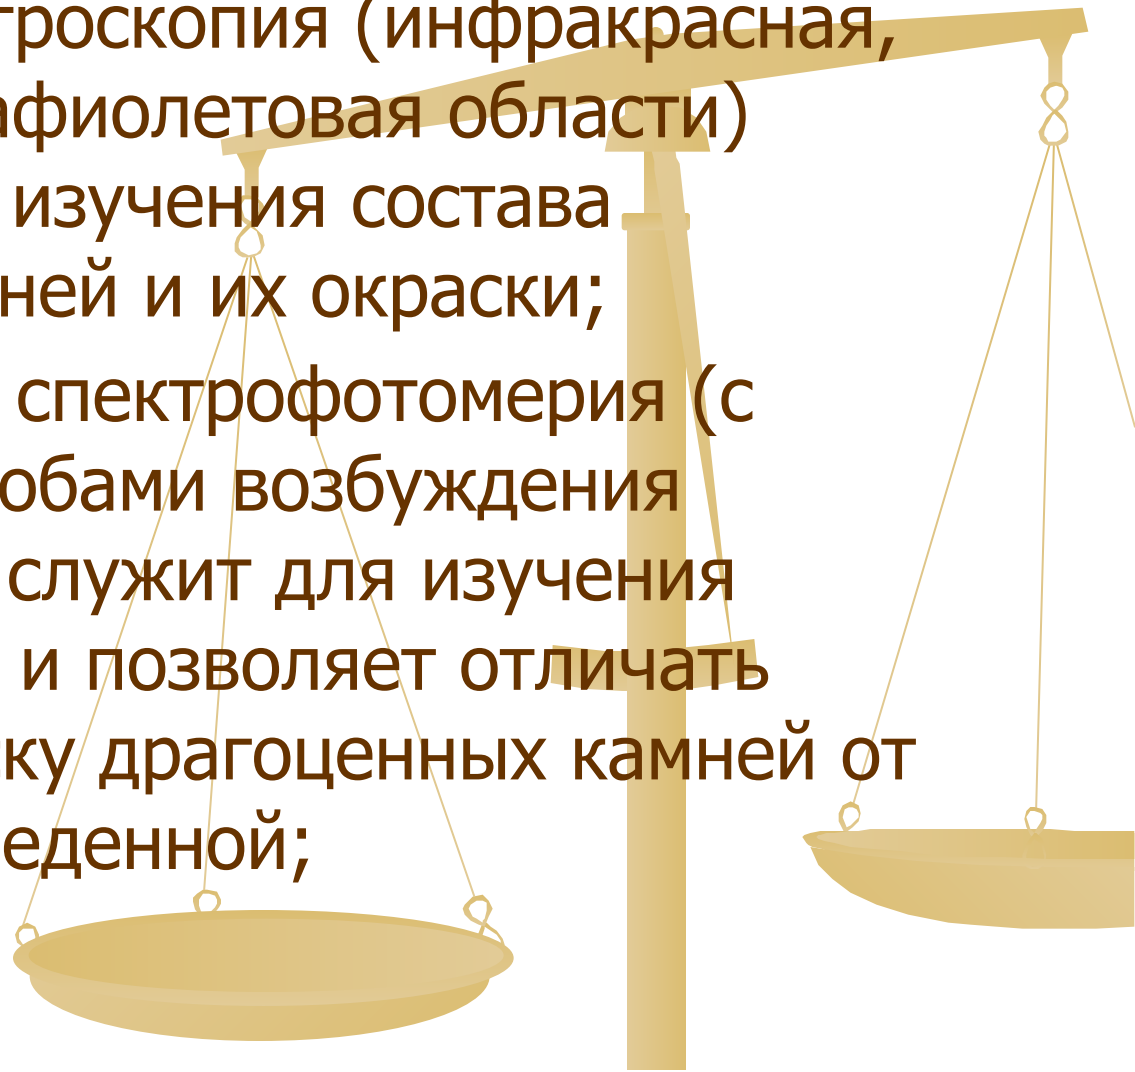 троскопия (инфракрасная,
афиолетовая области)
изучения состава
ней и их окраски;
спектрофотомерия (с
обами возбуждения
служит для изучения
и позволяет отличать
ку драгоценных камней от
еденной;